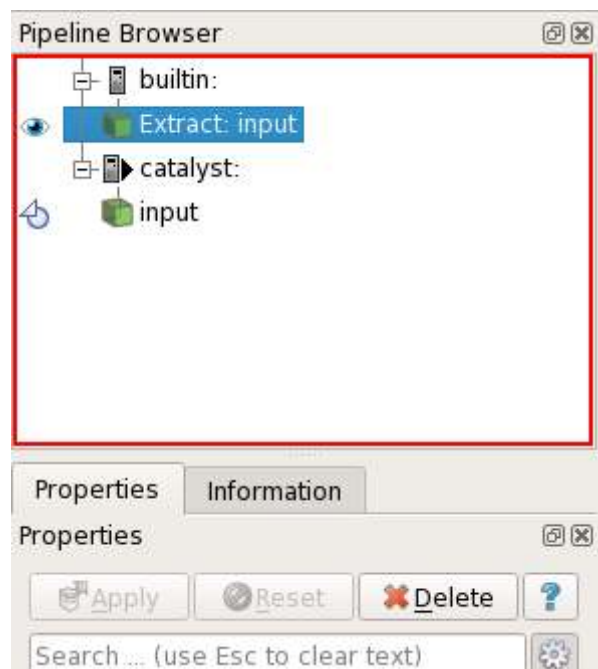 Pipeline Browser
builtin:
Extract: input
catalyst:
input
Properties Information
Properties
Apply Reset Delete ?
Search ... (use Esc to clear text)